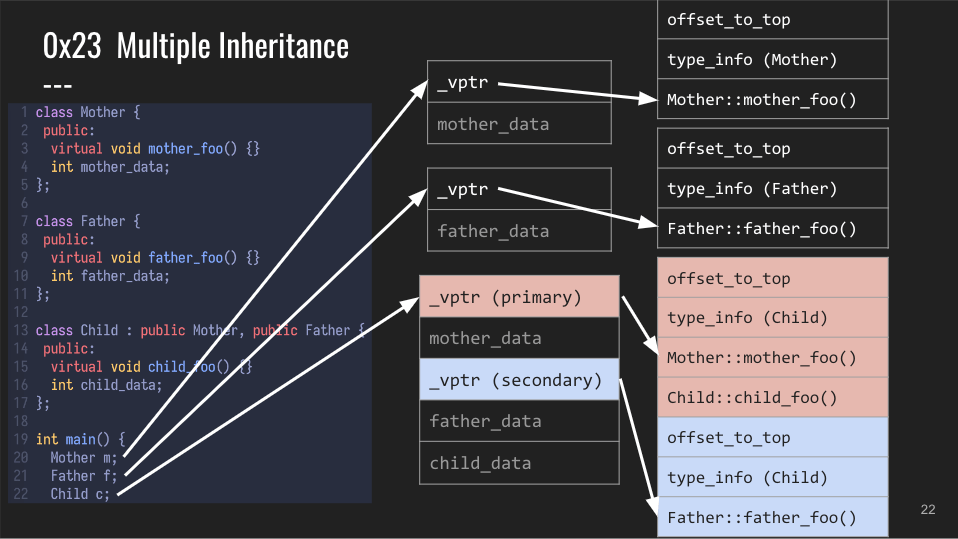 0x23 Multiple Inheritance
---
1 class Mother {
2 public:
3 virtual void mother_foo() {}
4 int mother_data;
5 };
6
7 class Father {
8 public:
9 virtual void father_foo() {}
10 int father_data;
11 };
12
13 class Child : public Mother, public Father {
14 public:
15 virtual void child_foo() {}
16 int child_data;
17 };
18
19 int main() {
20 Mother m;
21 Father f;
22 Child c;
_vptr
mother_data
_vptr
father_data
_vptr (primary)
mother_data
_vptr (secondary)
father_data
child_data
offset_to_top
type_info (Mother)
Mother::mother_foo()
offset_to_top
type_info (Father)
Father::father_foo()
offset_to_top
type_info (Child)
Mother::mother_foo()
Child::child_foo()
offset_to_top
type_info (Child)
Father::father_foo()
22